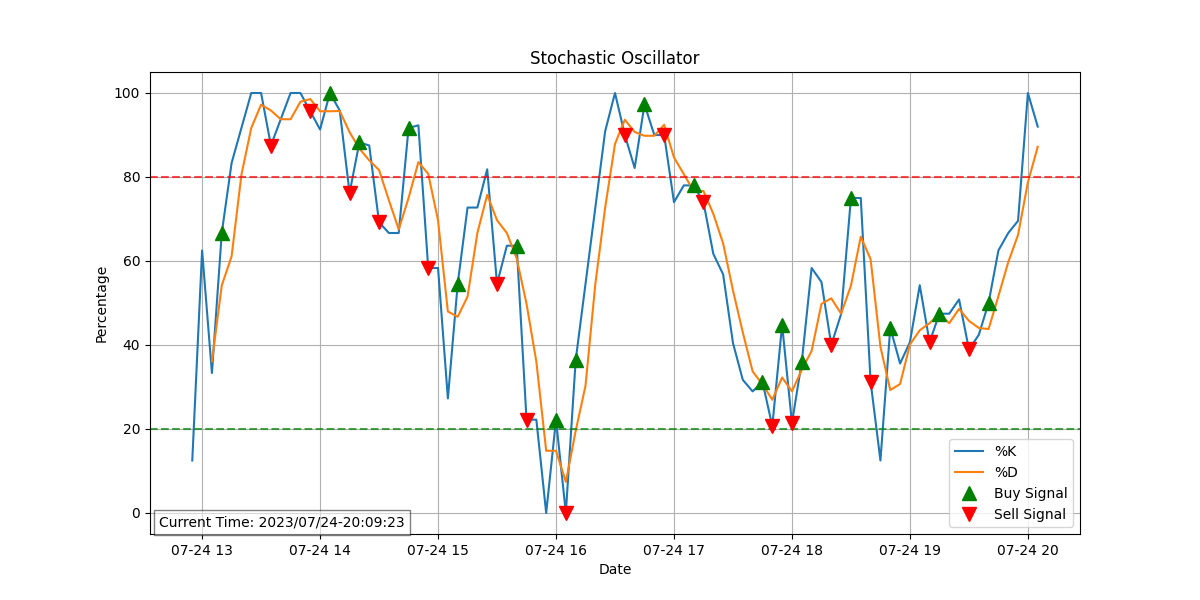 Stochastic Oscillator
Percentage
100
80
60
40
20
0
%K
%D
Buy Signal
Sell Signal
Current Time: 2023/07/24-20:09:23
07-24 13 07-24 14 07-24 15 07-24 16 07-24 17 07-24 18 07-24 19 07-24 20
Date